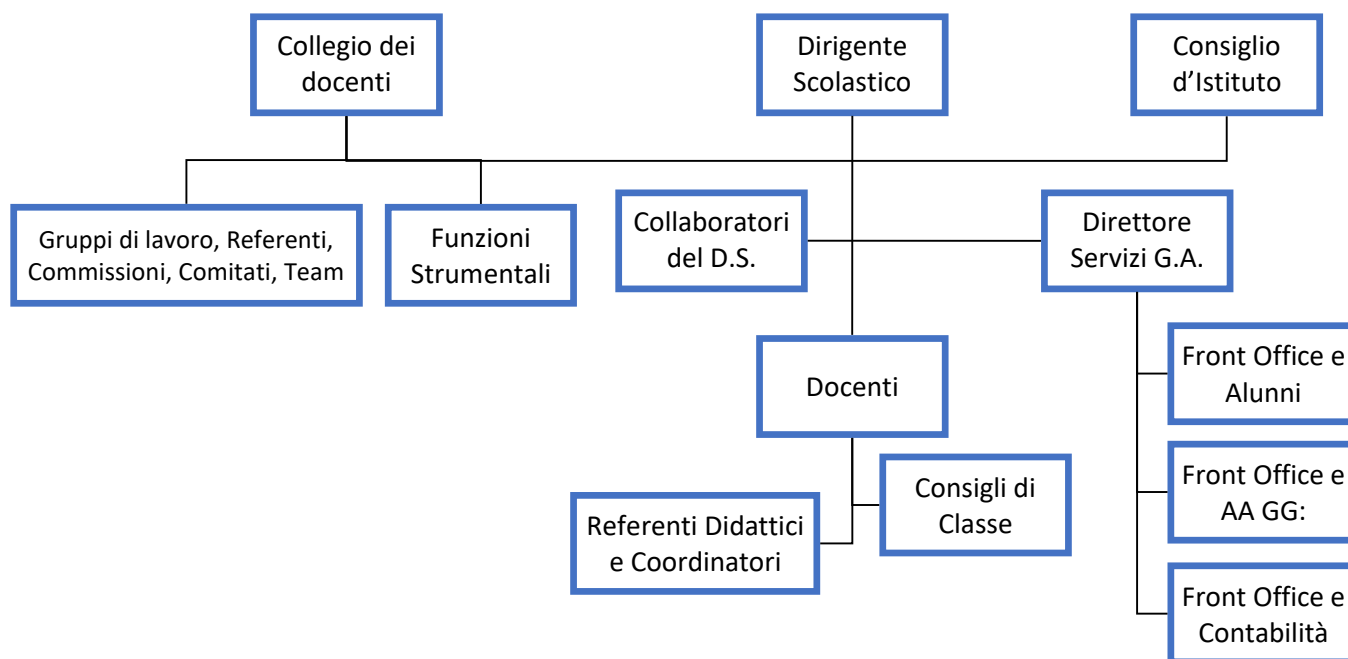 Collegio dei
docenti
Dirigente
Scolastico
Consiglio
d’Istituto
Gruppi di lavoro, Referenti,
Commissioni, Comitati, Team
Funzioni
Strumentali
Collaboratori
del D.S.
Direttore
Servizi G.A.
Docenti
Front Office e
Alunni
Referenti Didattici
e Coordinatori
Consigli di
Classe
Front Office e
AA GG:
Front Office e
Contabilità